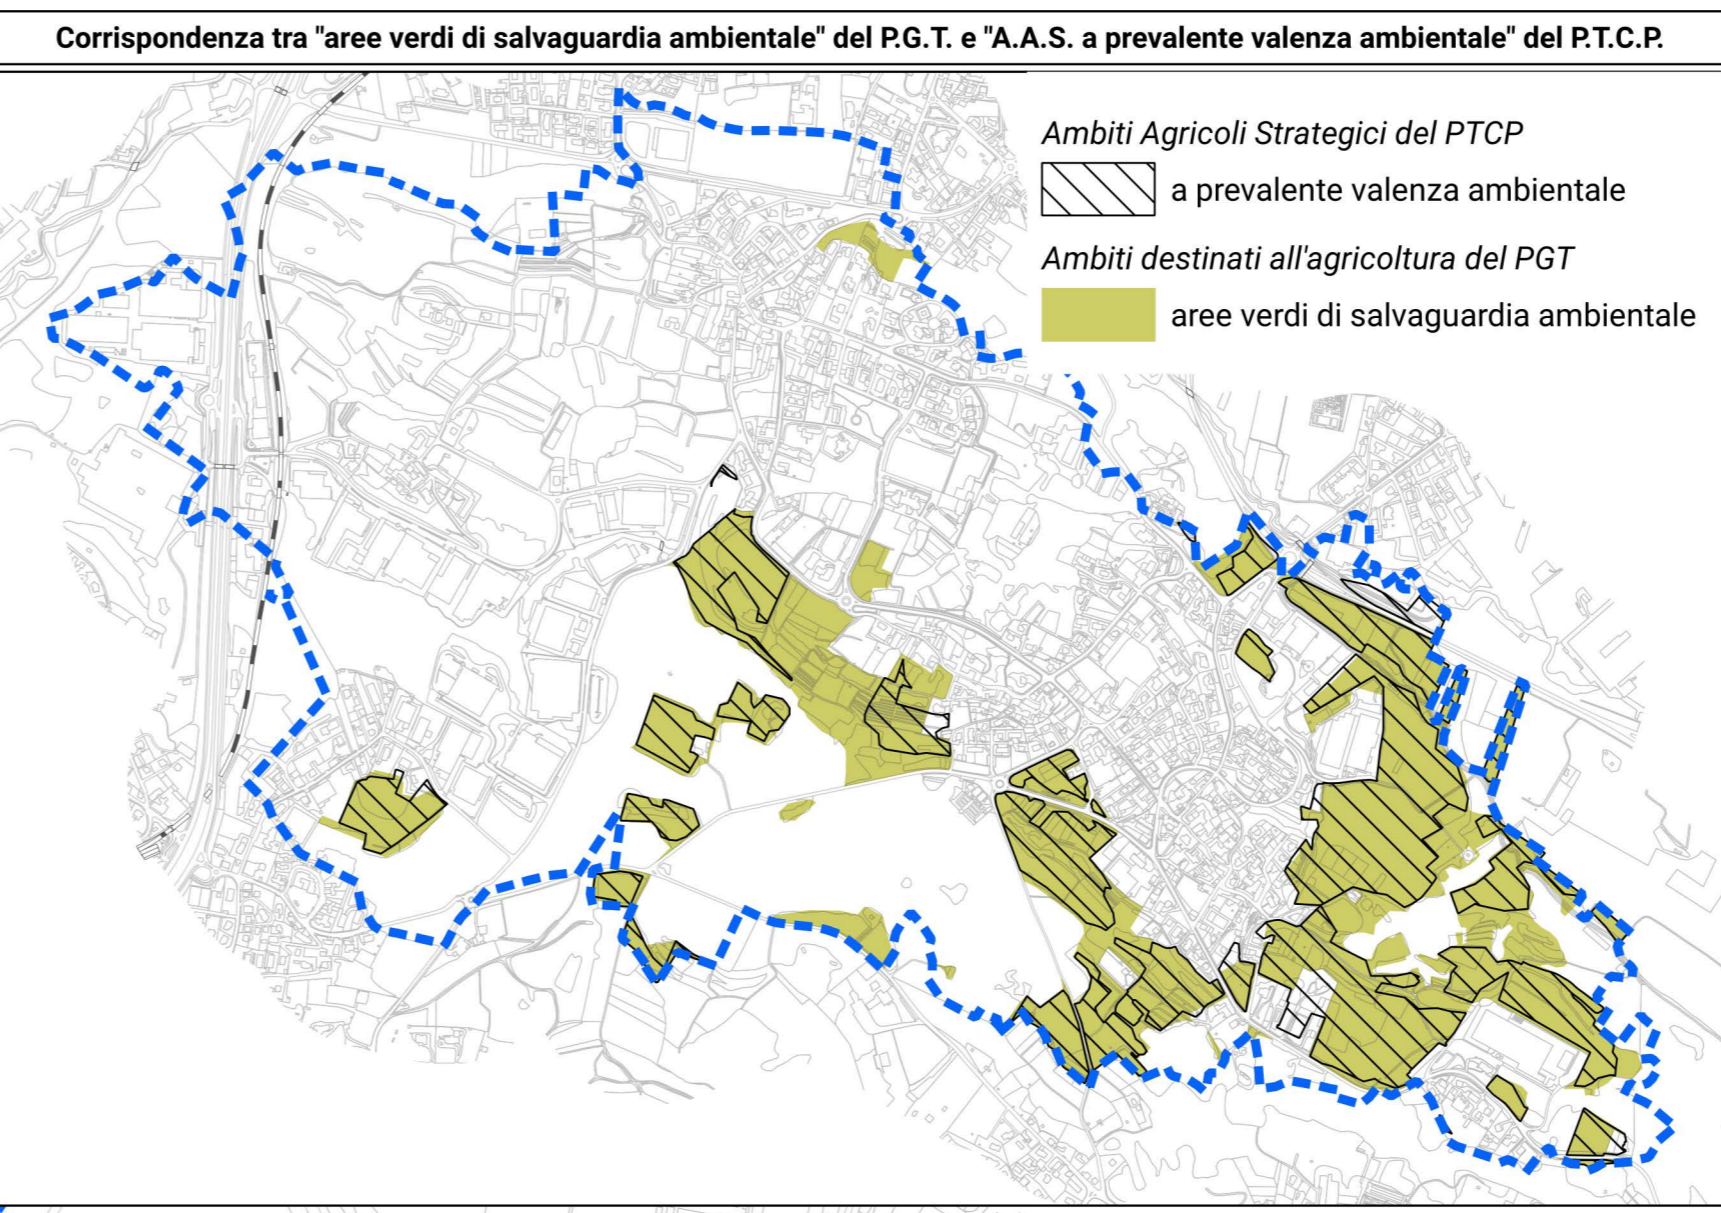 Corrispondenza tra "aree verdi di salvaguardia ambientale" del P.G.T. e "A.A.S. a prevalente valenza ambientale" del P.T.C.P.
Ambiti Agricoli Strategici del PTCP
a prevalente valenza ambientale
Ambiti destinati all'agricoltura del PGT
aree verdi di salvaguardia ambientale